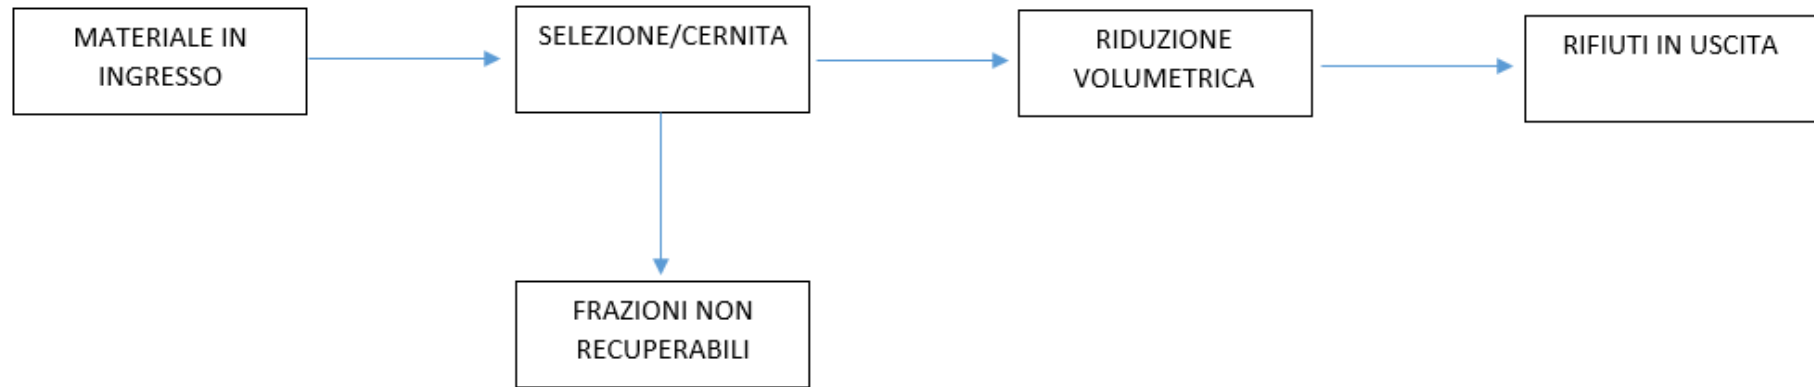 MATERIALE IN
INGRESSO
SELEZIONE/CERNITA
RIDUZIONE
VOLUMETRICA
RIFIUTI IN USCITA
FRAZIONI NON
RECUPERABILI